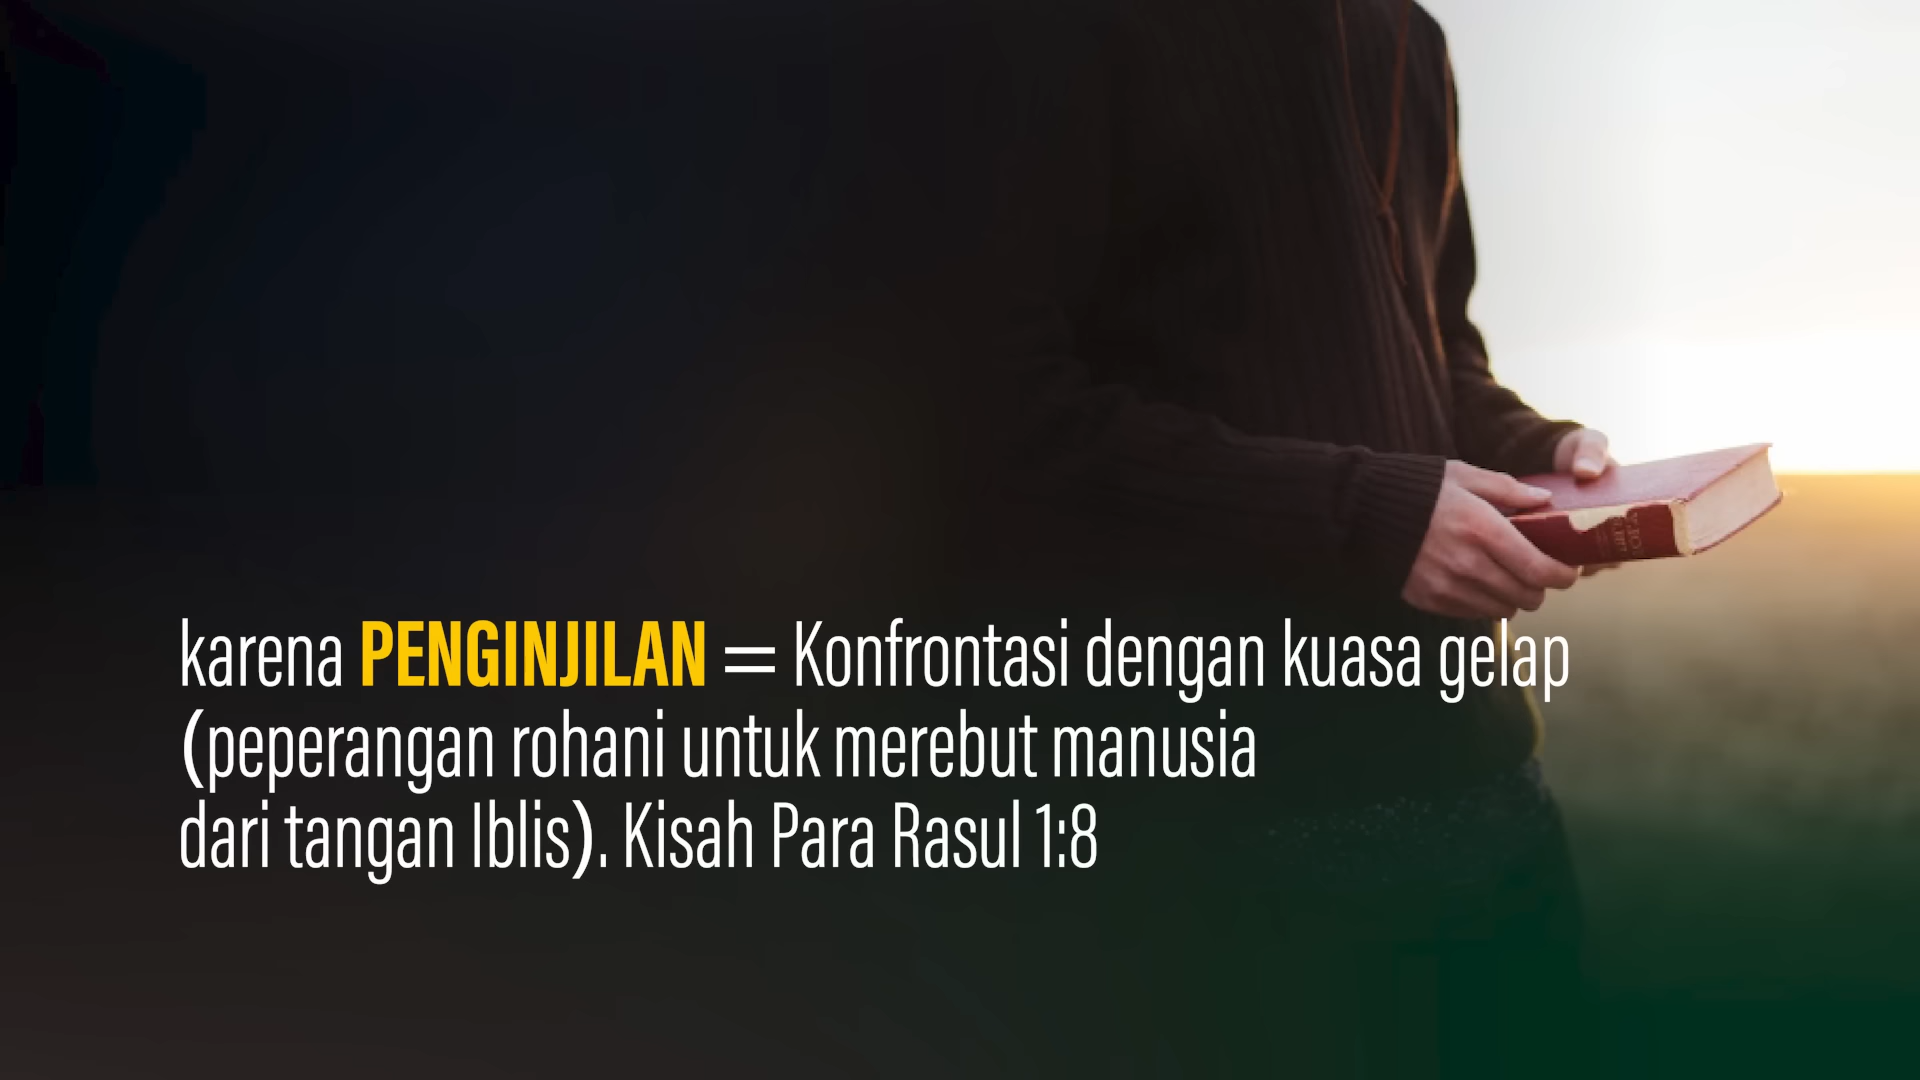 karena PENGINJILAN = Konfrontasi dengan kuasa gelap
(peperangan rohani untuk merebut manusia
dari tangan Iblis). Kisah Para Rasul 1:8